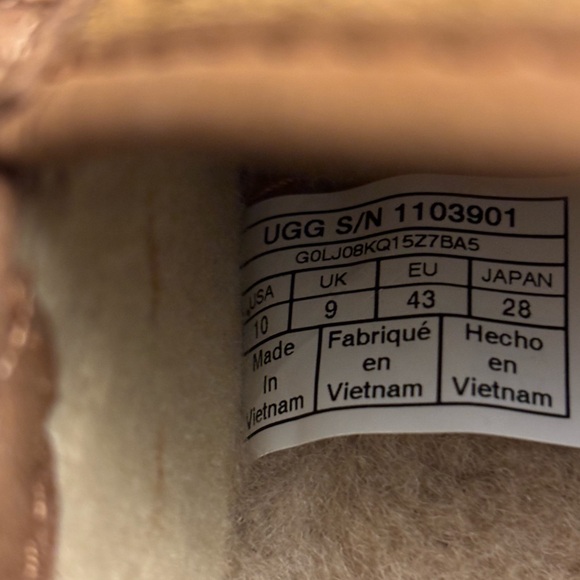 UGG S/N 1103901
G0LJ08KQ15Z7BA5
USA UK EU JAPAN
10 9 43 28
Made In Vietnam
Fabriqué en Vietnam
Hecho en Vietnam